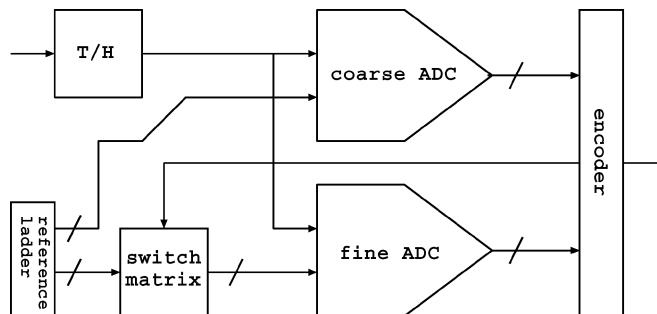 T/H
coarse ADC
encoder
reference
ladder
switch
matrix
fine ADC